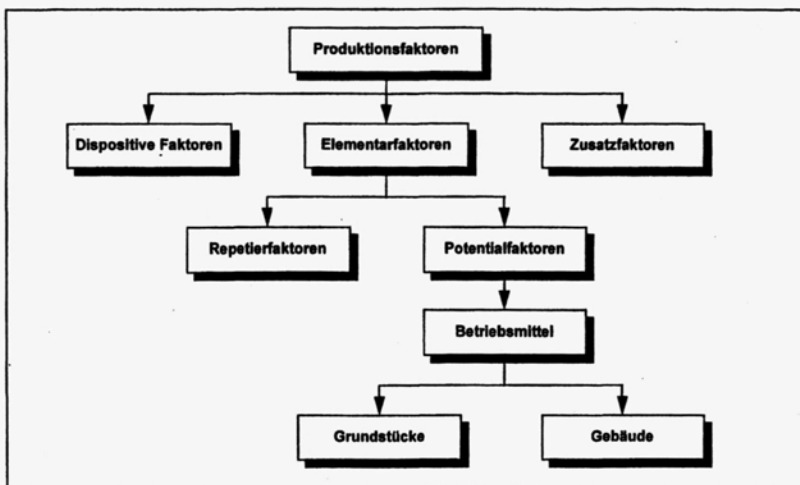 Produktionsfaktoren
Dispositive Faktoren
Elementarfaktoren
Zusatzfaktoren
Repetierfaktoren
Potentialfaktoren
Betriebsmittel
Grundstücke
Gebäude